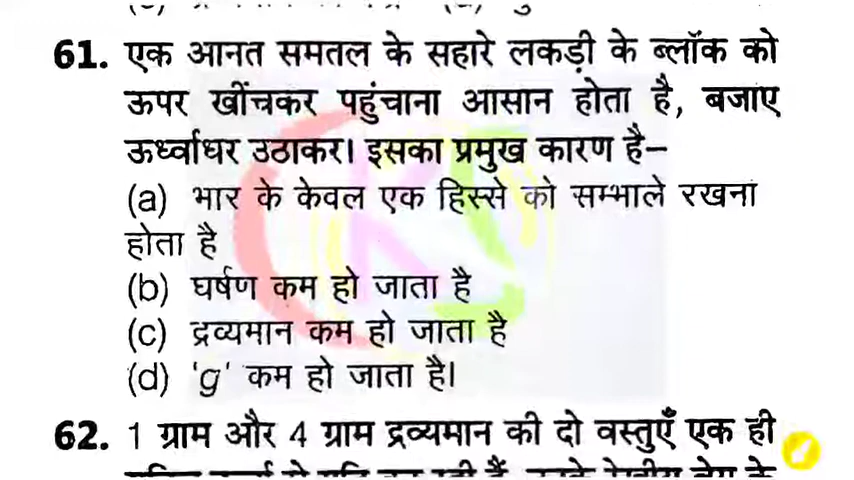 61. एक आनत समतल के सहारे लकड़ी के ब्लॉक को
ऊपर खींचकर पहुंचाना आसान होता है, बजाए
ऊर्ध्वाधर उठाकर। इसका प्रमुख कारण है–
(a) भार के केवल एक हिस्से को सम्भाले रखना
होता है
(b) घर्षण कम हो जाता है
(c) द्रव्यमान कम हो जाता है
(d) 'g' कम हो जाता है।
62. 1 ग्राम और 4 ग्राम द्रव्यमान की दो वस्तुएँ एक ही